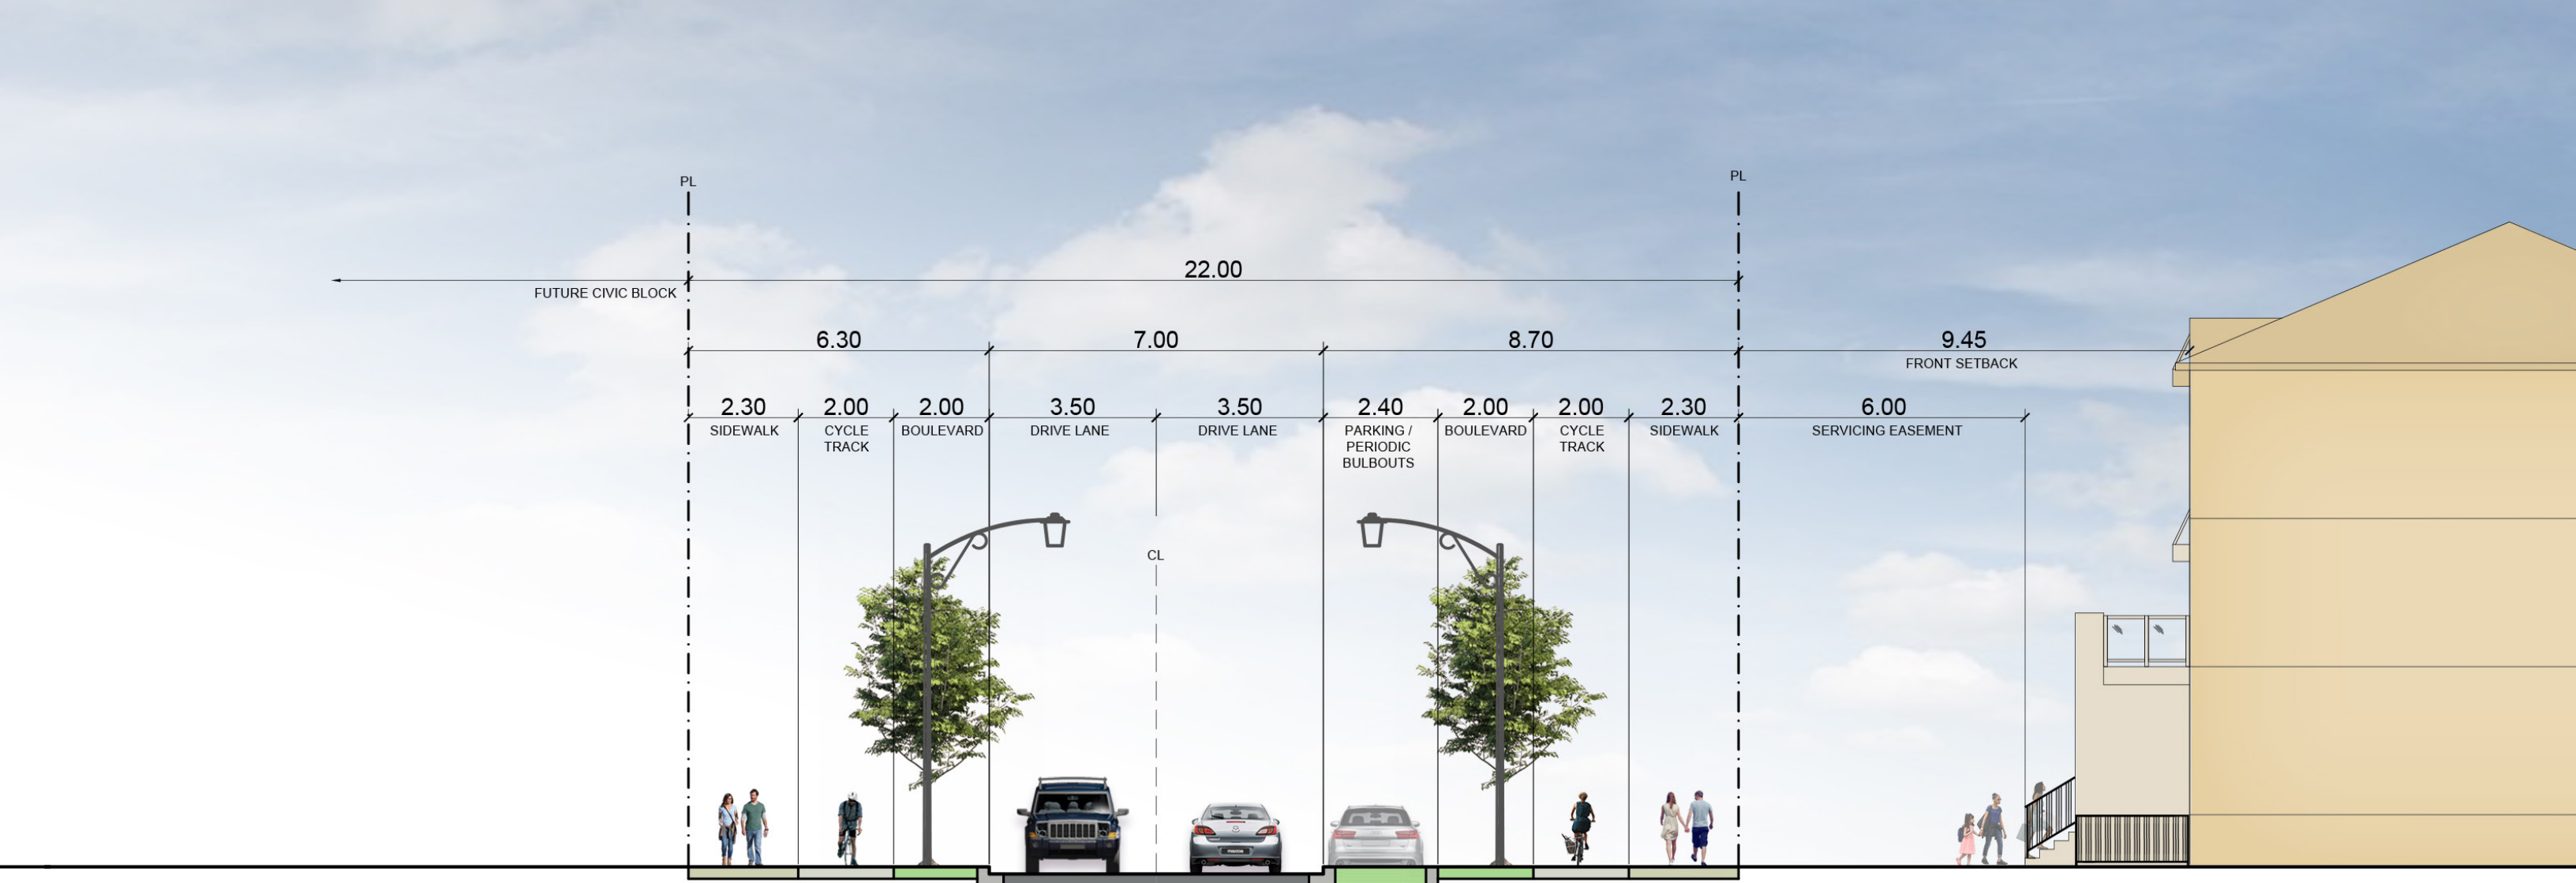 PL
PL
22.00
FUTURE CIVIC BLOCK
6.30
7.00
8.70
9.45
FRONT SETBACK
2.30
SIDEWALK
2.00
CYCLE
TRACK
2.00
BOULEVARD
3.50
DRIVE LANE
3.50
DRIVE LANE
2.40
PARKING /
PERIODIC
BULBOUTS
2.00
BOULEVARD
2.00
CYCLE
TRACK
2.30
SIDEWALK
6.00
SERVICING EASEMENT
CL